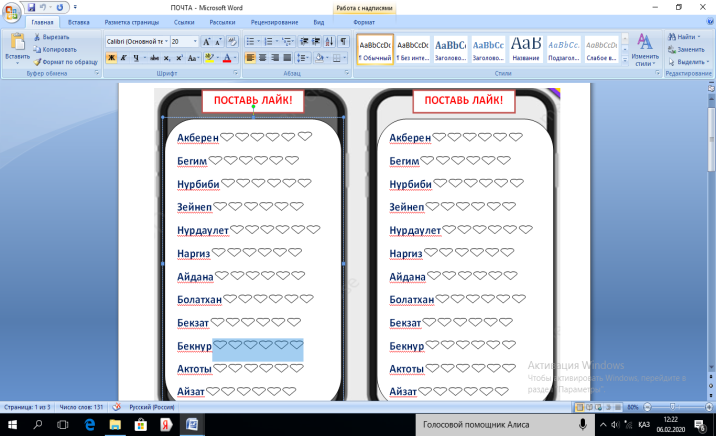 ПОЧТА - Microsoft Word
Работа с надписями
Главная Вставка Разметка страницы Ссылки Рассылки Рецензирование Вид Формат
Вставить
Вырезать
Копировать
Формат по образцу
Буфер обмена
Calibri (Основной те 20
Шрифт
Абзац
AaBbCcDc AaBbCcDc AaBbC AaBbCc АаВ AaBbCc. AaBbCcDc
¶ Обычный ¶ Без инте... Заголово... Заголово... Название Подзагол... Слабое в...
Стили
Изменить стили
Найти
Заменить
Выделить
Редактирование
ПОСТАВЬ ЛАЙК!
Акберен
Бегим
Нурбиби
Зейнеп
Нурдаулет
Наргиз
Айдана
Болатхан
Бекзат
Бекнур
Актоты
Айзат
ПОСТАВЬ ЛАЙК!
Акберен
Бегим
Нурбиби
Зейнеп
Нурдаулет
Наргиз
Айдана
Болатхан
Бекзат
Бекнур
Актоты
Айзат
Активация Windows
Чтобы активировать Windows, перейдите в
раздел "Параметры".
Страница: 1 из 3 Число слов: 131 Русский (Россия) 80%
Голосовой помощник Алиса
КАЗ
12:22
06.02.2020